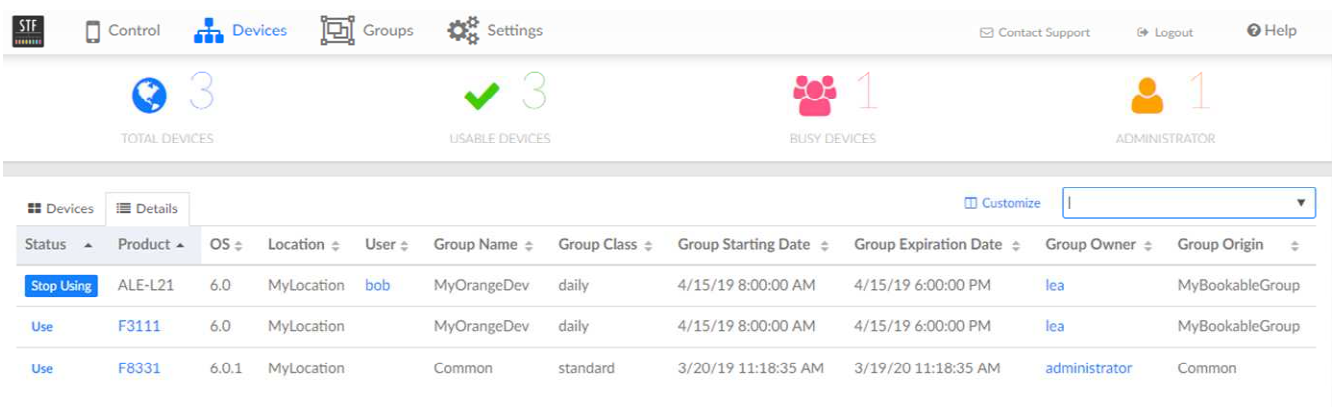 STF Control Devices Groups Settings Contact Support Logout Help
3 3 1 1
TOTAL DEVICES USABLE DEVICES BUSY DEVICES ADMINISTRATOR
Devices Details Customize
Status Product OS Location User Group Name Group Class Group Starting Date Group Expiration Date Group Owner Group Origin
Stop Using ALE-L21 6.0 MyLocation bob MyOrangeDev daily 4/15/19 8:00:00 AM 4/15/19 6:00:00 PM lea MyBookableGroup
Use F3111 6.0 MyLocation MyOrangeDev daily 4/15/19 8:00:00 AM 4/15/19 6:00:00 PM lea MyBookableGroup
Use F8331 6.0.1 MyLocation Common standard 3/20/19 11:18:35 AM 3/19/20 11:18:35 AM administrator Common